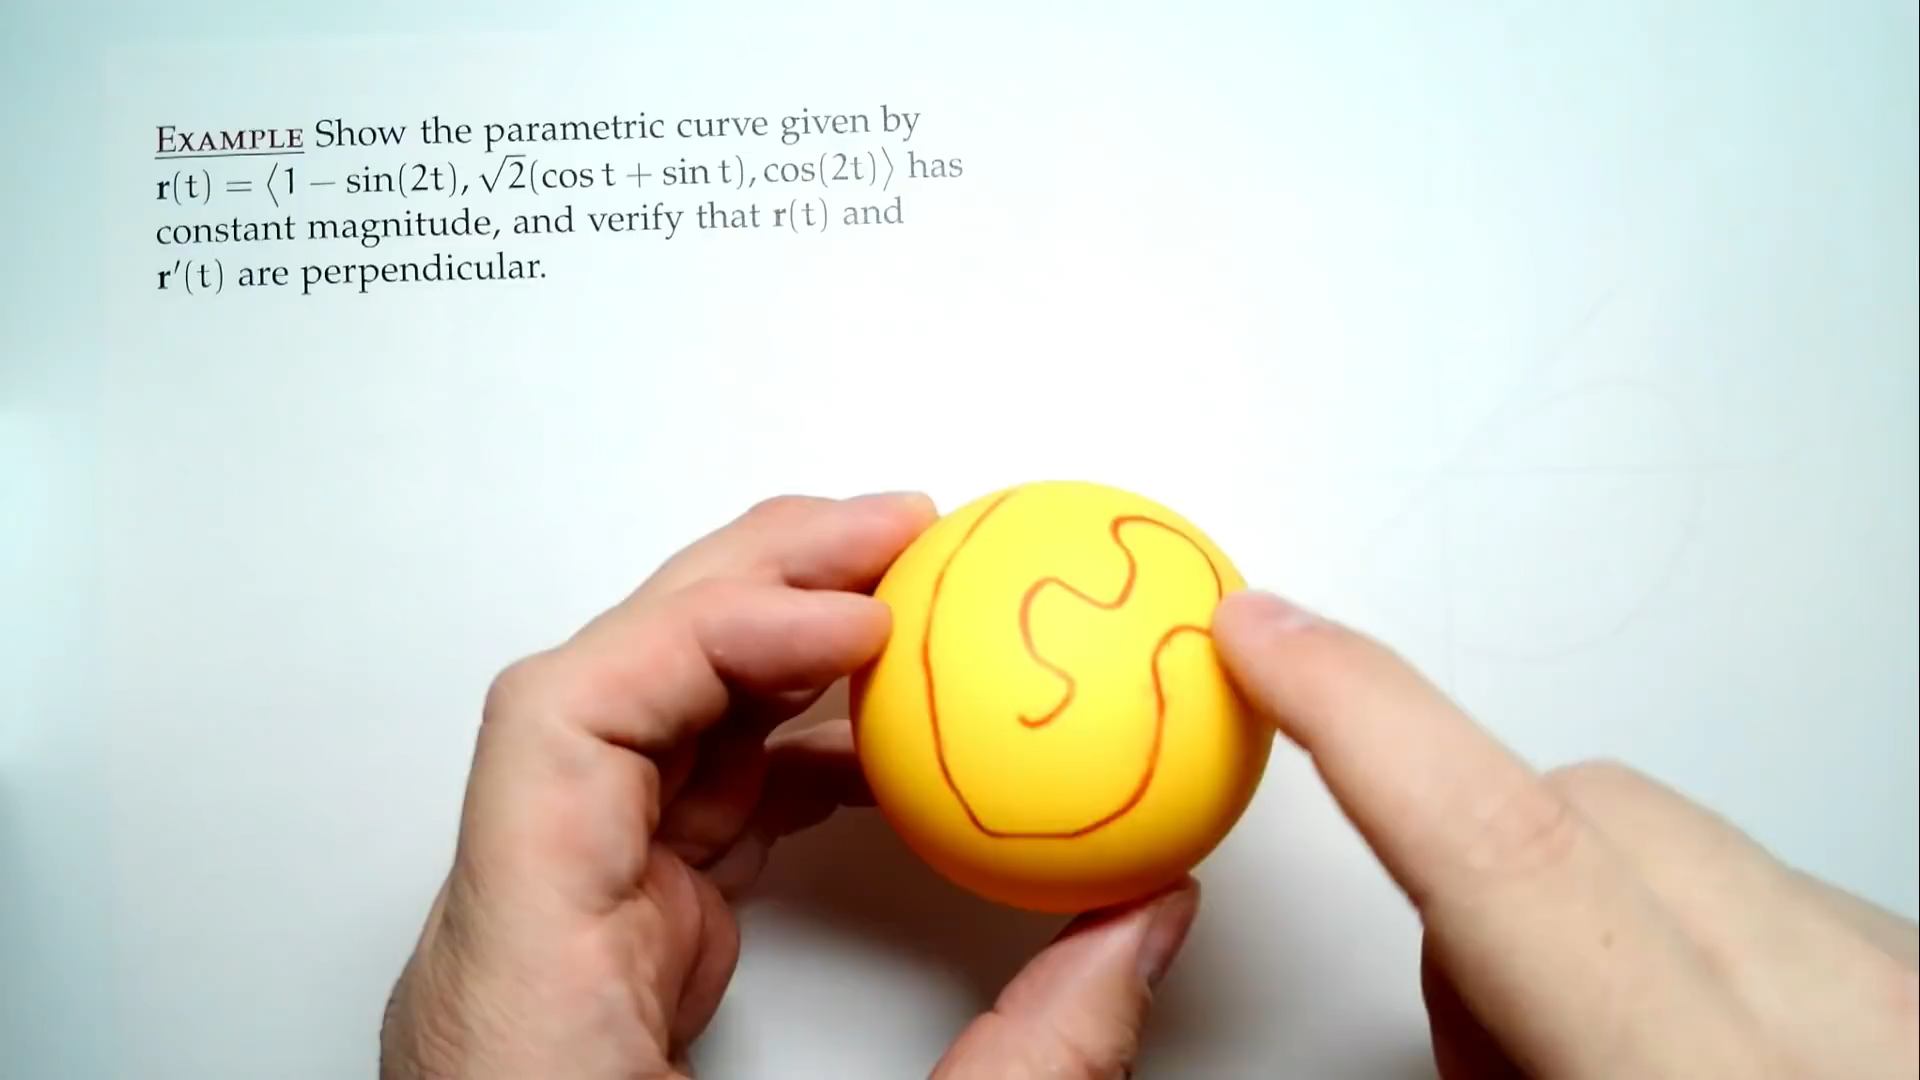 EXAMPLE Show the parametric curve given by
r(t) = ⟨1 − sin(2t), √2(cos t + sin t), cos(2t)⟩ has
constant magnitude, and verify that r(t) and
r′(t) are perpendicular.